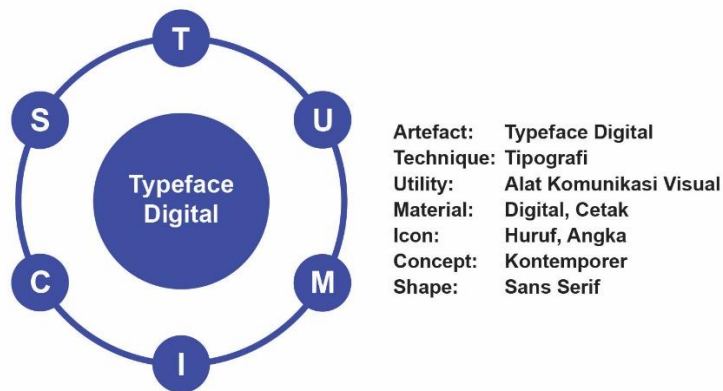 T
S
U
Typeface
Digital
C
M
I
Artefact: Typeface Digital
Technique: Tipografi
Utility: Alat Komunikasi Visual
Material: Digital, Cetak
Icon: Huruf, Angka
Concept: Kontemporer
Shape: Sans Serif